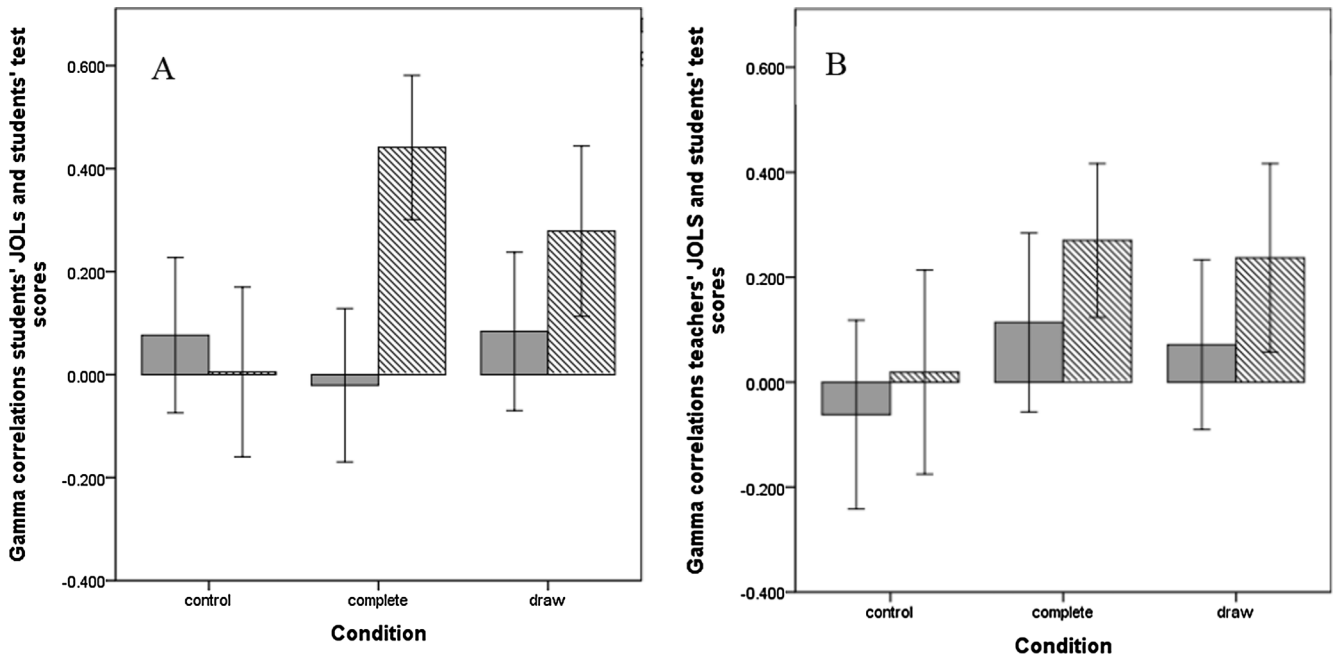 Gamma correlations students' JOLs and students' test
scores
A
0.600
0.400
0.200
0.000
-0.200
-0.400
control complete draw
Condition
Gamma correlations teachers' JOLS and students' test
scores
B
0.600
0.400
0.200
0.000
-0.200
-0.400
control complete draw
Condition